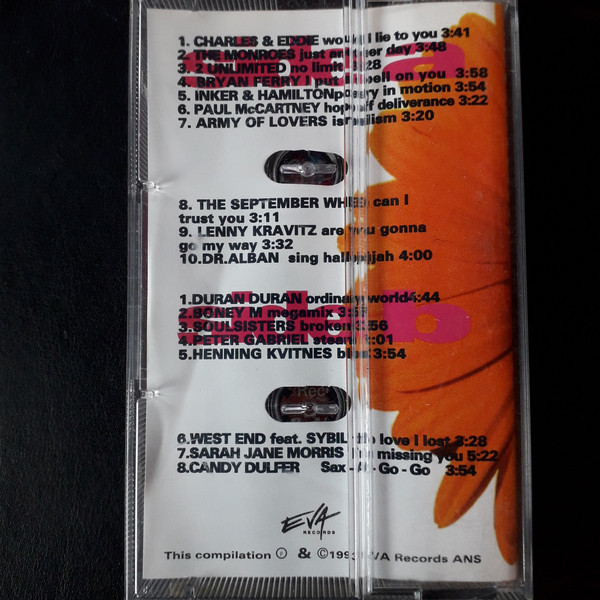 side a
1. CHARLES & EDDIE would I lie to you 3:41
2. THE MONROES just another day 3:48
3. 2 UNLIMITED no limit 3:28
4. BRYAN FERRY I put a spell on you 3:58
5. INKER & HAMILTON poetry in motion 3:54
6. PAUL McCARTNEY hope off deliverance 3:22
7. ARMY OF LOVERS israelism 3:20
8. THE SEPTEMBER WHEN can I
trust you 3:11
9. LENNY KRAVITZ are you gonna
go my way 3:32
10.DR.ALBAN sing hallelujah 4:00
side b
1.DURAN DURAN ordinary world 4:44
2.BONEY M megamix 3:
3.SOULSISTERS broken 3:56
4.PETER GABRIEL steam :01
5.HENNING KVITNES 3:54
6.WEST END feat. SYBIL the love i lost 3:28
7.SARAH JANE MORRIS I'm missing you 5:22
8.CANDY DULFER Sax - A - Go - Go 3:54
EVA
RECORDS
This compilation ℗ & © 1993 EVA Records ANS